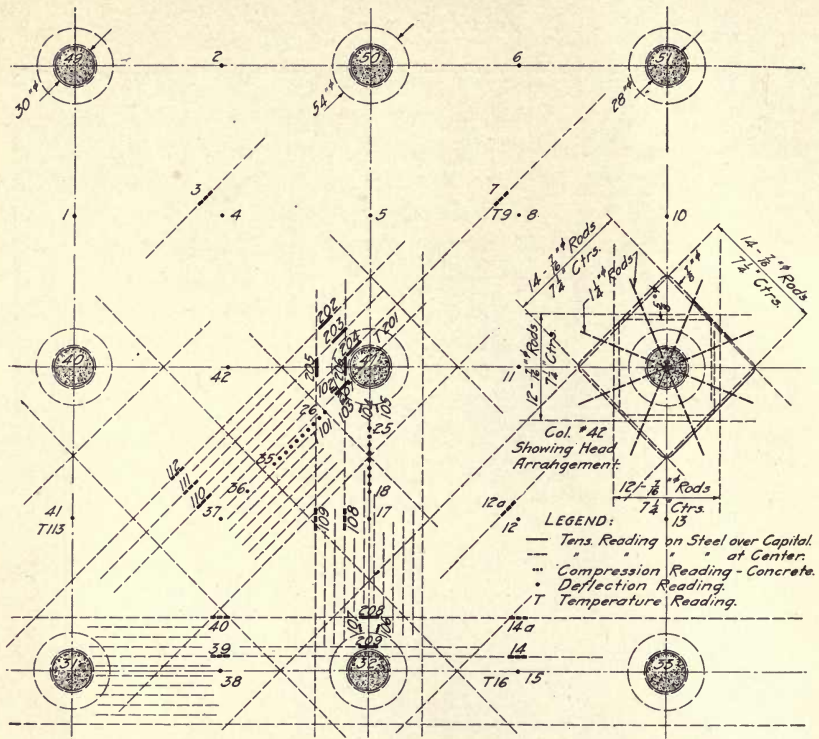 49
50
51
2
6
30"ϕ
54"ϕ
28"ϕ
3
7
1
4
5
T9 8
10
14 - 7/16"ϕ Rods
7 1/4" Ctrs.
1 1/4"ϕ Rods
14 - 7/16"ϕ Rods
7 1/4" Ctrs.
12 - 7/16"ϕ Rods
7 1/4" Ctrs.
202
203
204
T201
205
40
41
42
11
102
103
104
105
T101
26
25
35
Col. #42
Showing Head
Arrangement
12 - 7/16"ϕ Rods
7 1/4" Ctrs.
112
111
110
36
37
18
17
109
108
12a
12
13
41
T113
LEGEND:
Tens. Reading on Steel over Capital.
" " " " at Center.
Compression Reading - Concrete.
Deflection Reading.
T Temperature Reading.
208
107
106
209
40
39
38
14a
14
T16 15
31
32